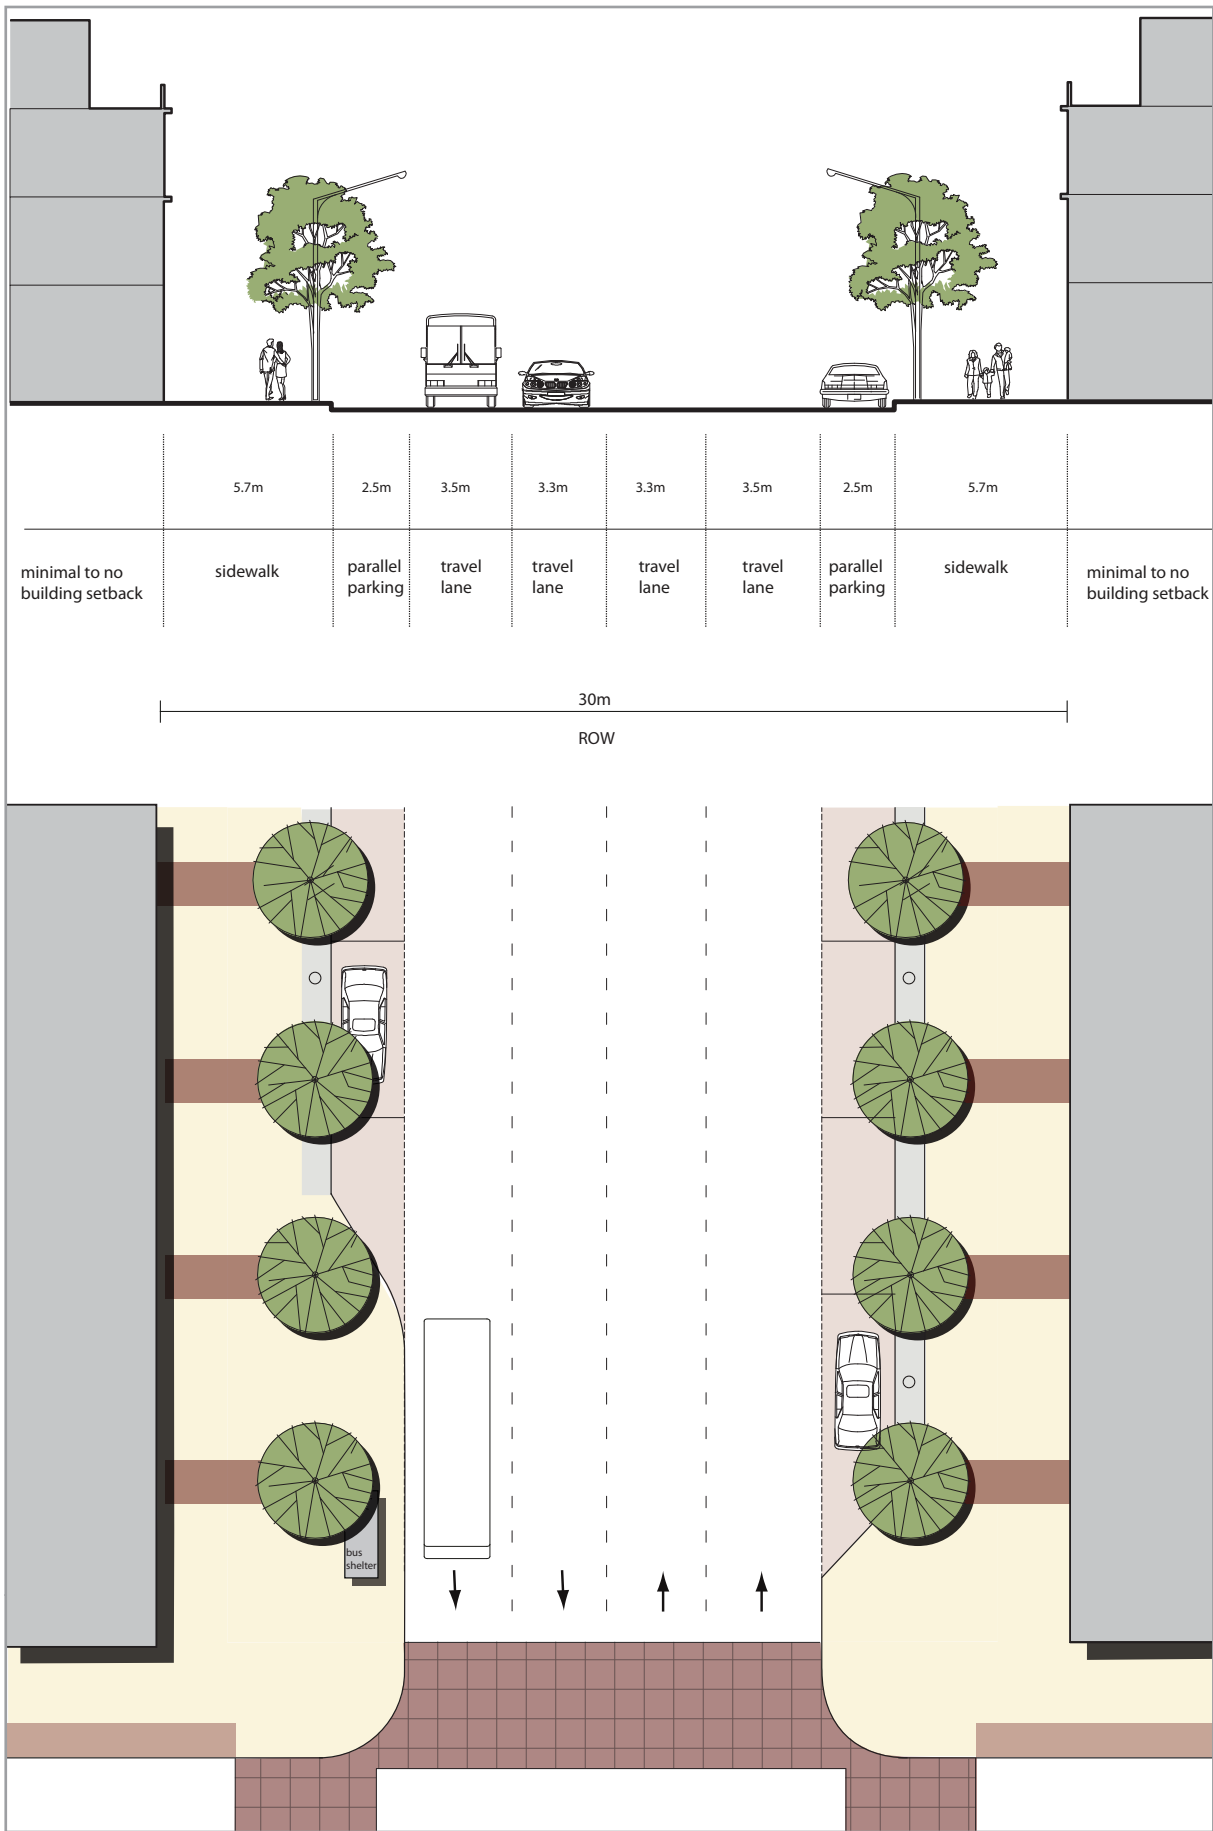 5.7m
2.5m
3.5m
3.3m
3.3m
3.5m
2.5m
5.7m
minimal to no
building setback
sidewalk
parallel
parking
travel
lane
travel
lane
travel
lane
travel
lane
parallel
parking
sidewalk
minimal to no
building setback
30m
ROW
bus
shelter